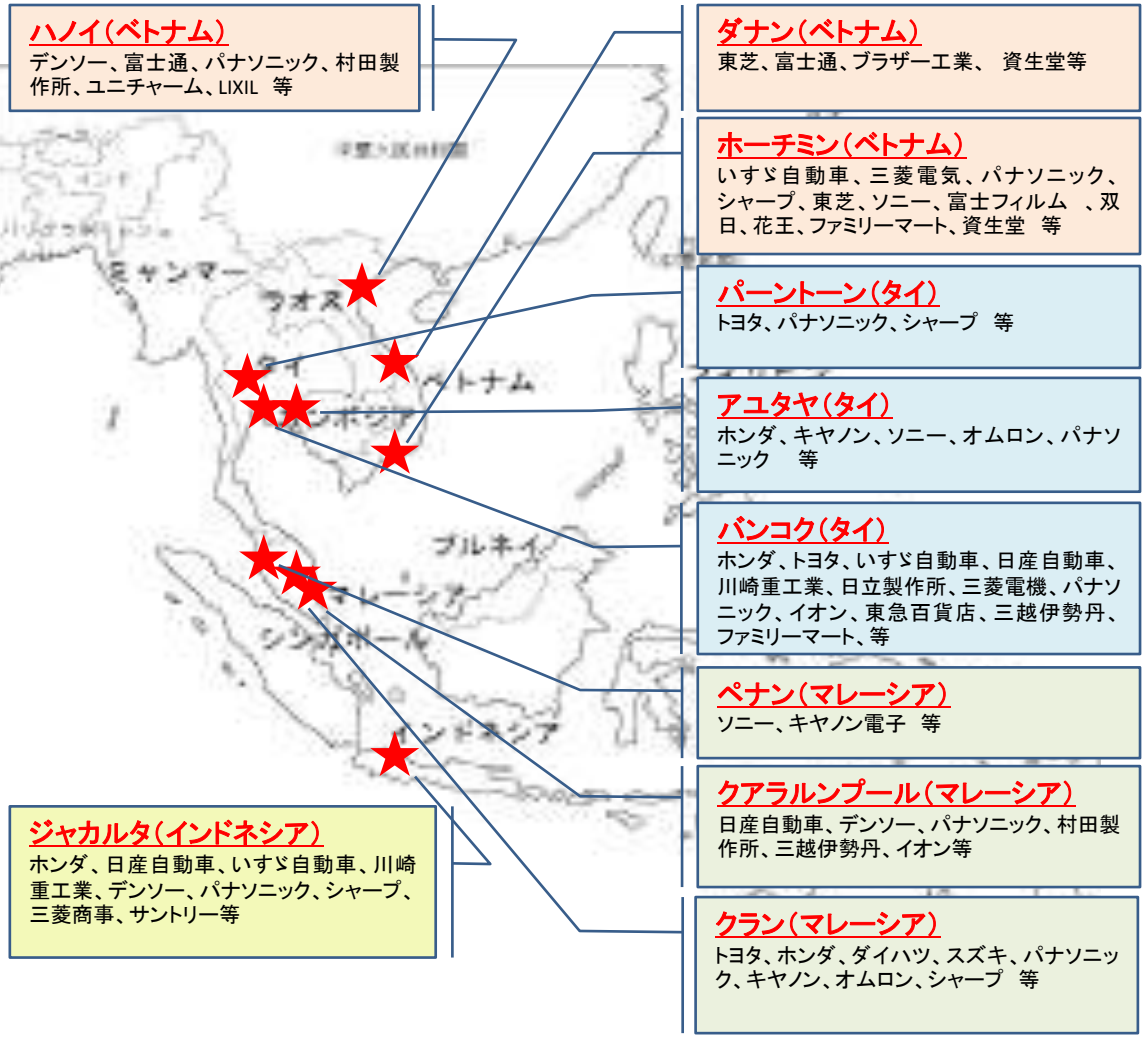 ハノイ(ベトナム)
デンソー、富士通、パナソニック、村田製
作所、ユニチャーム、LIXIL 等
ダナン(ベトナム)
東芝、富士通、ブラザー工業、 資生堂等
ホーチミン(ベトナム)
いすゞ自動車、三菱電気、パナソニック、
シャープ、東芝、ソニー、富士フィルム 、双
日、花王、ファミリーマート、資生堂 等
パーントーン(タイ)
トヨタ、パナソニック、シャープ 等
アユタヤ(タイ)
ホンダ、キヤノン、ソニー、オムロン、パナソ
ニック 等
バンコク(タイ)
ホンダ、トヨタ、いすゞ自動車、日産自動車、
川崎重工業、日立製作所、三菱電機、パナソ
ニック、イオン、東急百貨店、三越伊勢丹、
ファミリーマート、等
ペナン(マレーシア)
ソニー、キヤノン電子 等
クアラルンプール(マレーシア)
日産自動車、デンソー、パナソニック、村田製
作所、三越伊勢丹、イオン等
クラン(マレーシア)
トヨタ、ホンダ、ダイハツ、スズキ、パナソニッ
ク、キヤノン、オムロン、シャープ 等
ジャカルタ(インドネシア)
ホンダ、日産自動車、いすゞ自動車、川崎
重工業、デンソー、パナソニック、シャープ、
三菱商事、サントリー等
ミャンマー
ラオス
タイ
ベトナム
ブルネイ
マレーシア
シンガポール
インドネシア